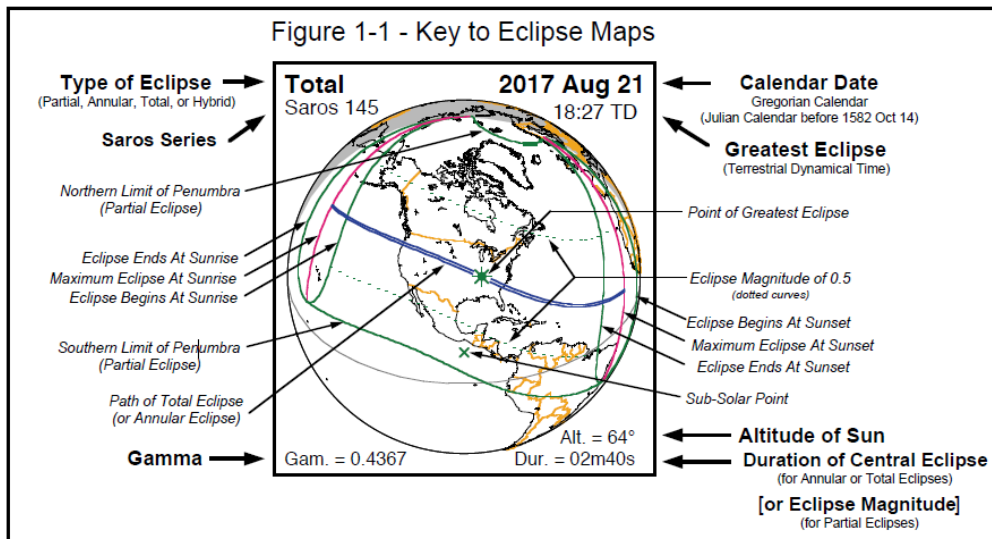 Figure 1-1 - Key to Eclipse Maps
Type of Eclipse
(Partial, Annular, Total, or Hybrid)
Saros Series
Northern Limit of Penumbra
(Partial Eclipse)
Eclipse Ends At Sunrise
Maximum Eclipse At Sunrise
Eclipse Begins At Sunrise
Southern Limit of Penumbra
(Partial Eclipse)
Path of Total Eclipse
(or Annular Eclipse)
Gamma
Total
2017 Aug 21
Saros 145
18:27 TD
Alt. = 64°
Gam. = 0.4367
Dur. = 02m40s
Calendar Date
Gregorian Calendar
(Julian Calendar before 1582 Oct 14)
Greatest Eclipse
(Terrestrial Dynamical Time)
Point of Greatest Eclipse
Eclipse Magnitude of 0.5
(dotted curves)
Eclipse Begins At Sunset
Maximum Eclipse At Sunset
Eclipse Ends At Sunset
Sub-Solar Point
Altitude of Sun
Duration of Central Eclipse
(for Annular or Total Eclipses)
[or Eclipse Magnitude]
(for Partial Eclipses)